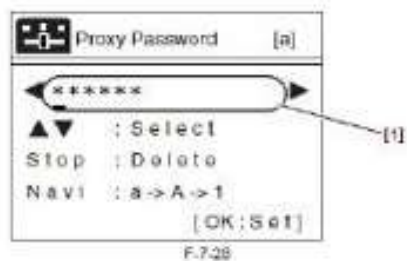 Proxy Password [a]
******
[1]
▲▼ : Select
Stop : Delete
Navi : a->A->1
[OK:Set]
F-7-28